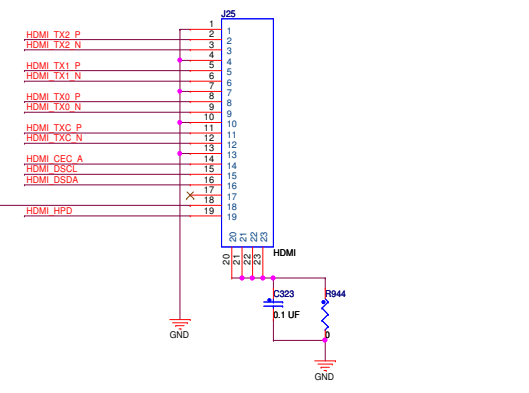 J25
1 1
HDMI_TX2_P 2 2
HDMI_TX2_N 3 3
4 4
HDMI_TX1_P 5 5
HDMI_TX1_N 6 6
7 7
HDMI_TX0_P 8 8
HDMI_TX0_N 9 9
10 10
HDMI_TXC_P 11 11
HDMI_TXC_N 12 12
13 13
HDMI_CEC_A 14 14
HDMI_DSCL 15 15
HDMI_DSDA 16 16
17 17
18 18
HDMI_HPD 19 19
20 21 22 23
HDMI
20 21 22 23
C323 R944
0.1 UF
0
GND
GND